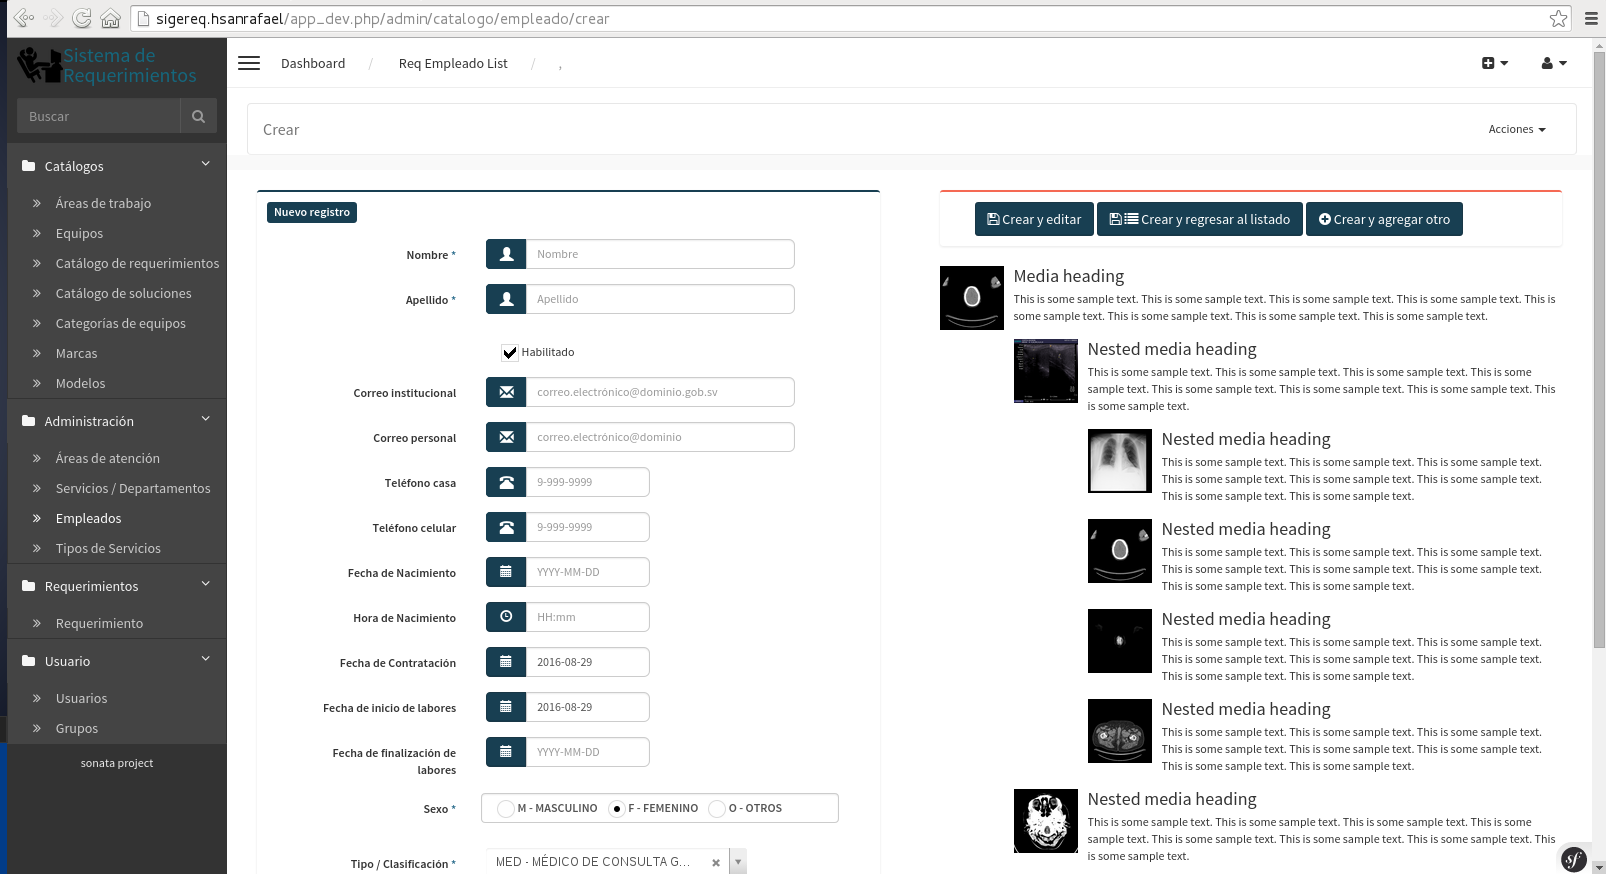 sigereq.hsanrafael/app_dev.php/admin/catalogo/empleado/crear
Sistema de
Requerimientos
Buscar
Catálogos
Áreas de trabajo
Equipos
Catálogo de requerimientos
Catálogo de soluciones
Categorías de equipos
Marcas
Modelos
Administración
Áreas de atención
Servicios / Departamentos
Empleados
Tipos de Servicios
Requerimientos
Requerimiento
Usuario
Usuarios
Grupos
sonata project
Dashboard / Req Empleado List / ,
Crear
Acciones
Nuevo registro
Nombre *
Nombre
Apellido *
Apellido
Habilitado
Correo institucional
correo.electrónico@dominio.gob.sv
Correo personal
correo.electrónico@dominio
Teléfono casa
9-999-9999
Teléfono celular
9-999-9999
Fecha de Nacimiento
YYYY-MM-DD
Hora de Nacimiento
HH:mm
Fecha de Contratación
2016-08-29
Fecha de inicio de labores
2016-08-29
Fecha de finalización de
labores
YYYY-MM-DD
Sexo *
M - MASCULINO F - FEMENINO O - OTROS
Tipo / Clasificación *
MED - MÉDICO DE CONSULTA G...
Crear y editar
Crear y regresar al listado
Crear y agregar otro
Media heading
This is some sample text. This is some sample text. This is some sample text. This is some sample text. This is
some sample text. This is some sample text. This is some sample text. This is some sample text.
Nested media heading
This is some sample text. This is some sample text. This is some sample text. This is some
sample text. This is some sample text. This is some sample text. This is some sample text. This
is some sample text.
Nested media heading
This is some sample text. This is some sample text. This is some sample text.
This is some sample text. This is some sample text. This is some sample text.
This is some sample text. This is some sample text.
Nested media heading
This is some sample text. This is some sample text. This is some sample text.
This is some sample text. This is some sample text. This is some sample text.
This is some sample text. This is some sample text.
Nested media heading
This is some sample text. This is some sample text. This is some sample text.
This is some sample text. This is some sample text. This is some sample text.
This is some sample text. This is some sample text.
Nested media heading
This is some sample text. This is some sample text. This is some sample text.
This is some sample text. This is some sample text. This is some sample text.
This is some sample text. This is some sample text.
Nested media heading
This is some sample text. This is some sample text. This is some sample text. This is some
sample text. This is some sample text. This is some sample text. This is some sample text. This
is some sample text.
sf